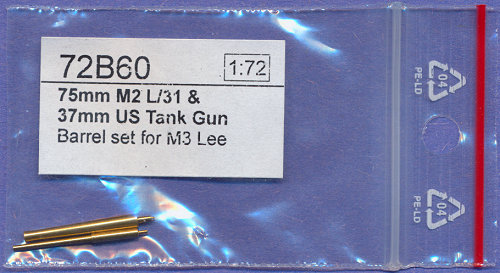 72B60
1:72
75mm M2 L/31 &
37mm US Tank Gun
Barrel set for M3 Lee
04
PE-LD
04
PE-LD